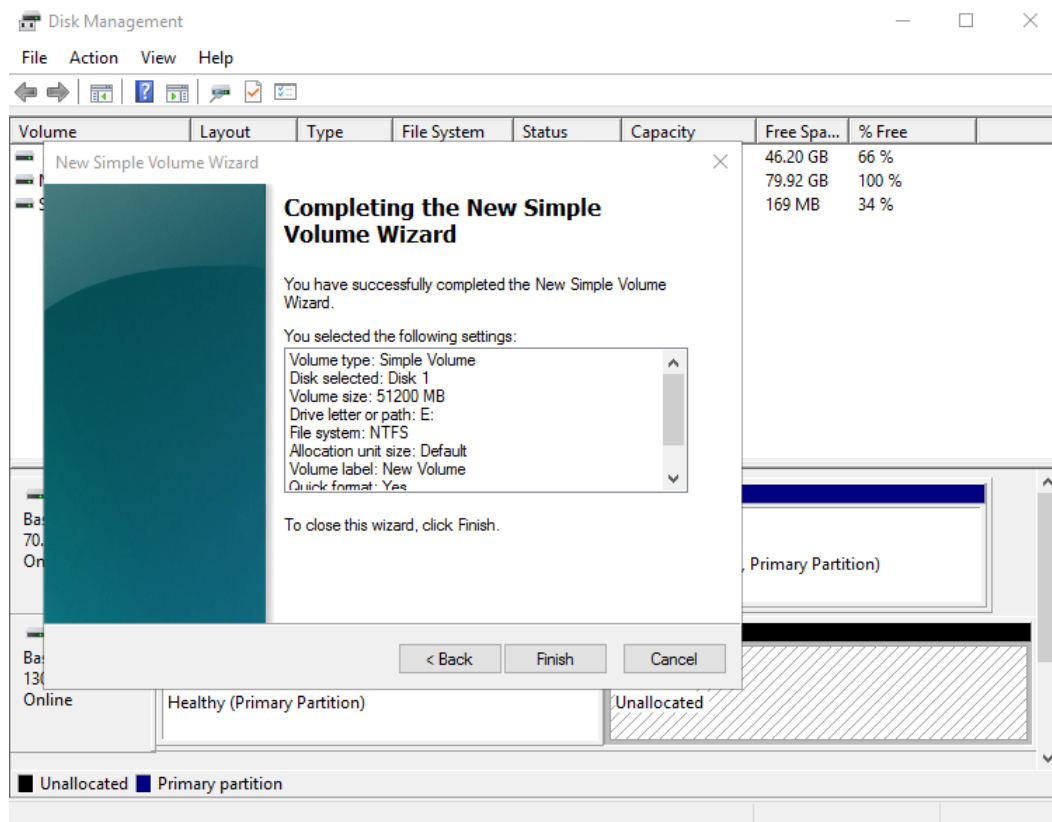 Disk Management
File Action View Help
Volume Layout Type File System Status Capacity Free Spa... % Free
46.20 GB 66 %
79.92 GB 100 %
169 MB 34 %
New Simple Volume Wizard
Completing the New Simple
Volume Wizard
You have successfully completed the New Simple Volume
Wizard.
You selected the following settings:
Volume type: Simple Volume
Disk selected: Disk 1
Volume size: 51200 MB
Drive letter or path: E:
File system: NTFS
Allocation unit size: Default
Volume label: New Volume
Quick format: Yes
To close this wizard, click Finish.
< Back Finish Cancel
70.
, Primary Partition)
130
Online
Healthy (Primary Partition)
Unallocated
Unallocated Primary partition